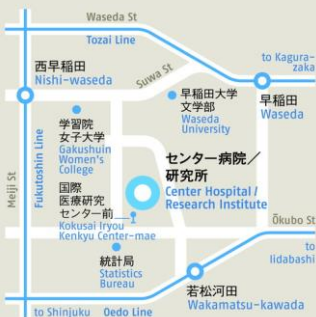 Waseda St
Tozai Line
to Kagura-
zaka
西早稲田
Nishi-waseda
Suwa St
早稲田大学
文学部
Waseda
University
早稲田
Waseda
学習院
女子大学
Gakushuin
Women's
College
Meiji St
Fukutoshin Line
センター病院／
研究所
Center Hospital /
Research Institute
国際
医療研究
センター前
Kokusai Iryou
Kenkyu Center-mae
Ōkubo St
統計局
Statistics
Bureau
to
Iidabashi
若松河田
Wakamatsu-kawada
to Shinjuku
Oedo Line